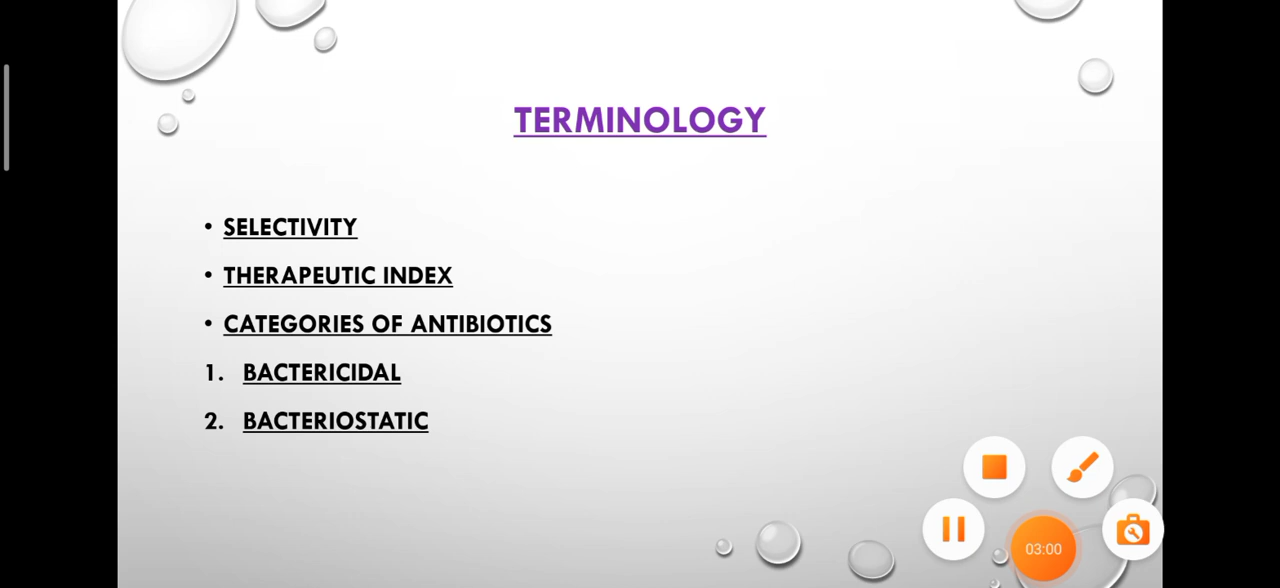 TERMINOLOGY
• SELECTIVITY
• THERAPEUTIC INDEX
• CATEGORIES OF ANTIBIOTICS
1. BACTERICIDAL
2. BACTERIOSTATIC
03:00